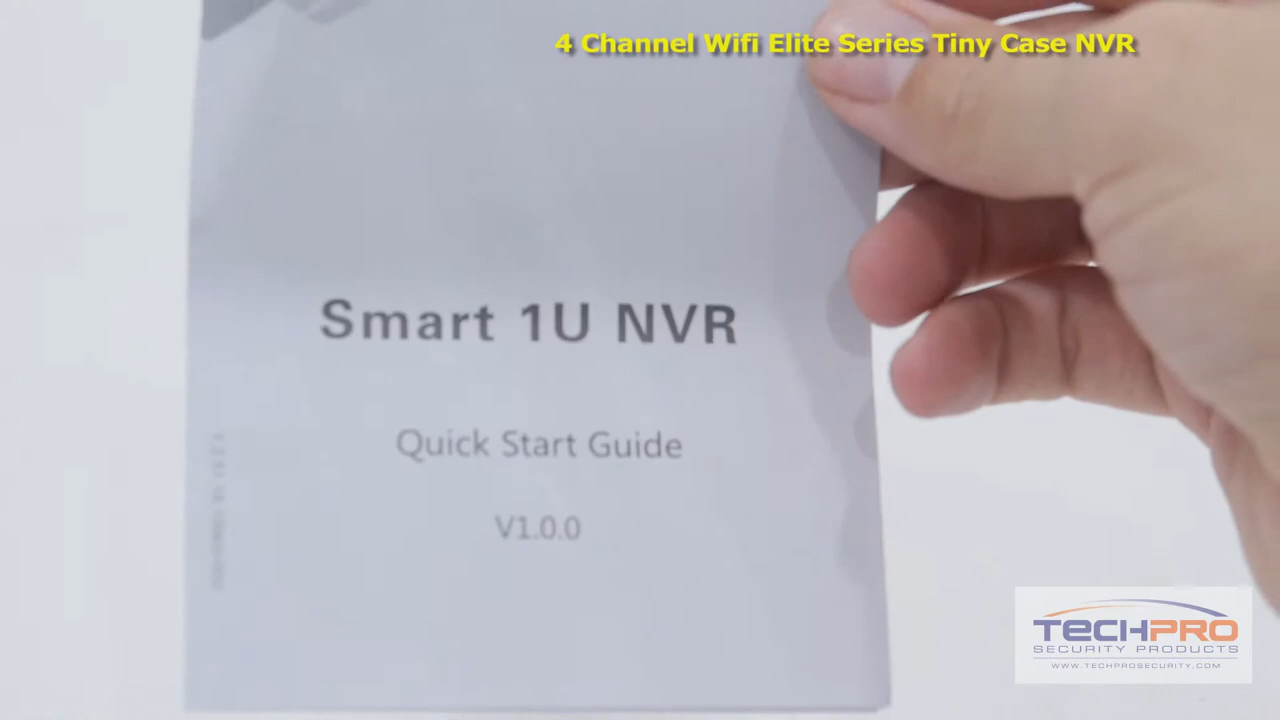 4 Channel Wifi Elite Series Tiny Case NVR
Smart 1U NVR
Quick Start Guide
V1.0.0
TECHPRO
SECURITY PRODUCTS
WWW.TECHPROSECURITY.COM